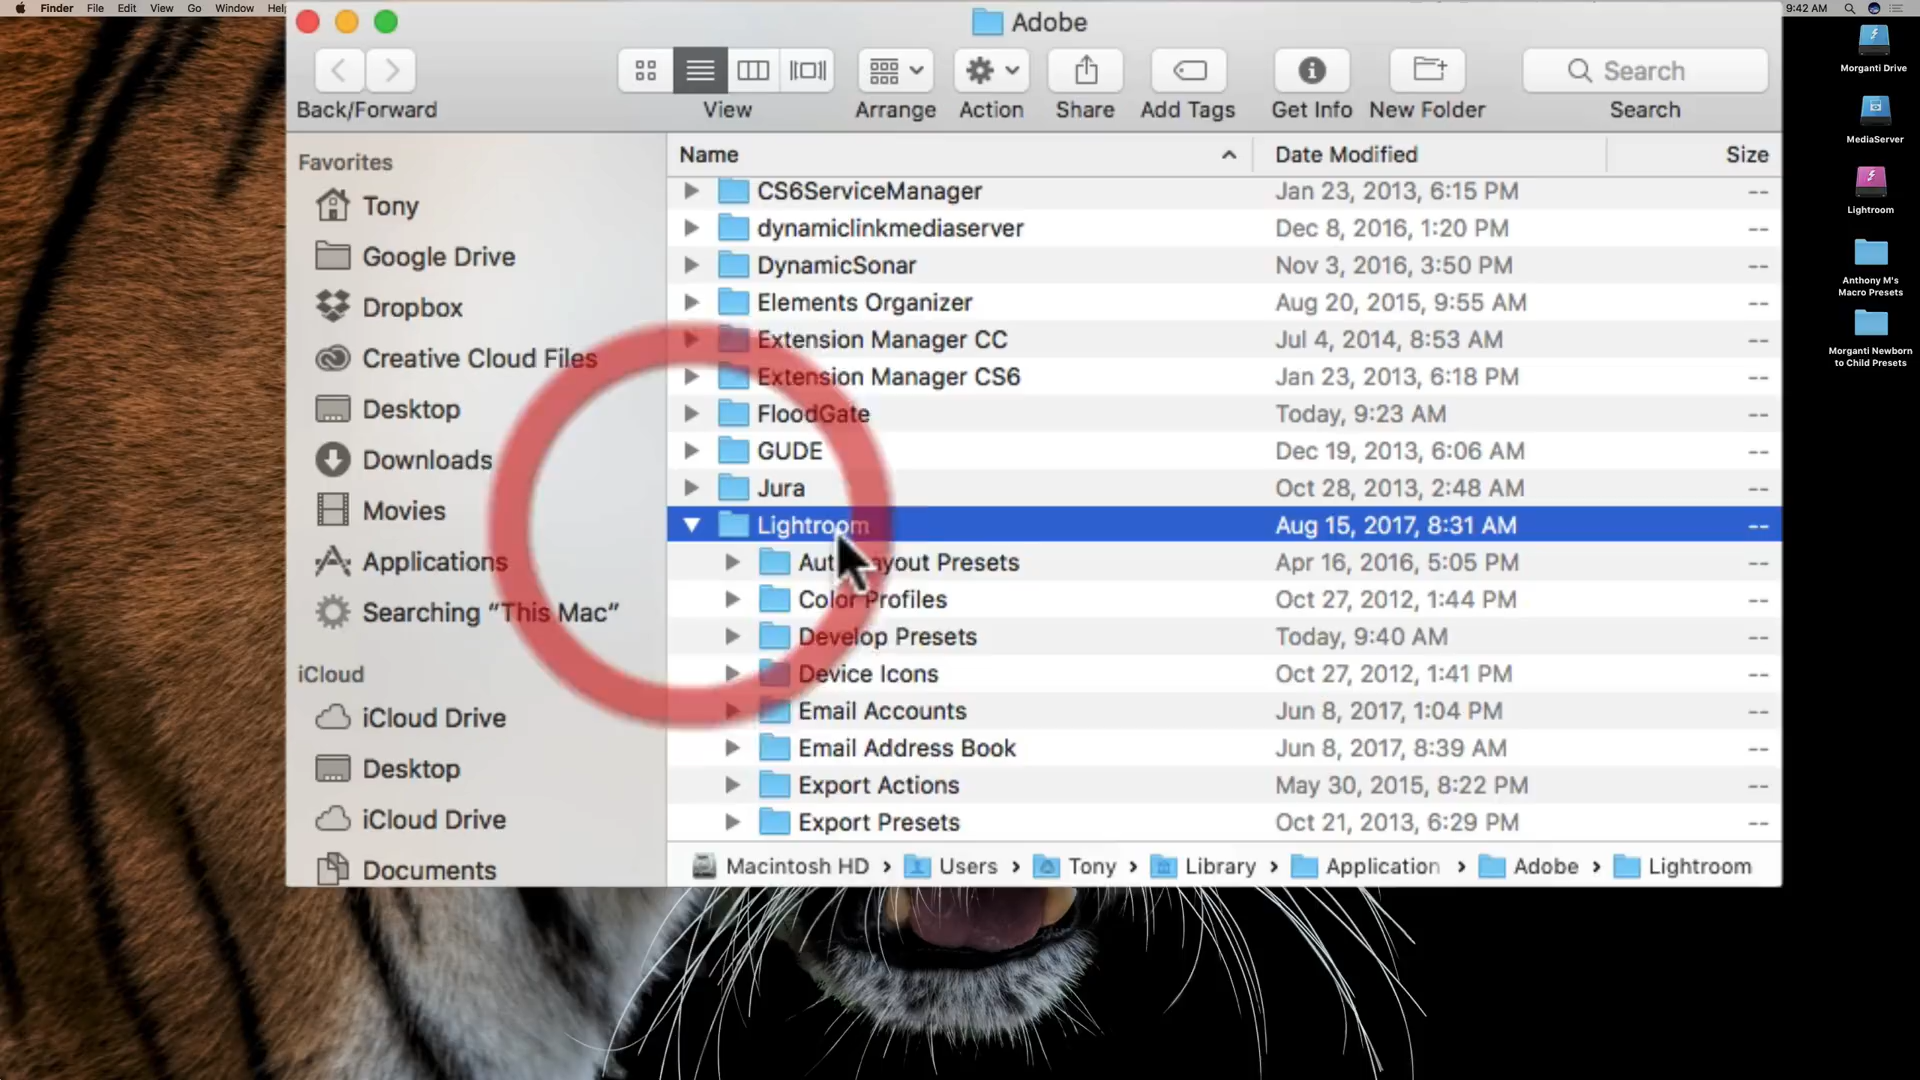 Finder File Edit View Go Window Help
9:42 AM
Adobe
Back/Forward
View
Arrange
Action
Share
Add Tags
Get Info
New Folder
Search
Search
Favorites
Tony
Google Drive
Dropbox
Creative Cloud Files
Desktop
Downloads
Movies
Applications
Searching “This Mac”
iCloud
iCloud Drive
Desktop
iCloud Drive
Documents
Name Date Modified Size
CS6ServiceManager Jan 23, 2013, 6:15 PM --
dynamiclinkmediaserver Dec 8, 2016, 1:20 PM --
DynamicSonar Nov 3, 2016, 3:50 PM --
Elements Organizer Aug 20, 2015, 9:55 AM --
Extension Manager CC Jul 4, 2014, 8:53 AM --
Extension Manager CS6 Jan 23, 2013, 6:18 PM --
FloodGate Today, 9:23 AM --
GUDE Dec 19, 2013, 6:06 AM --
Jura Oct 28, 2013, 2:48 AM --
Lightroom Aug 15, 2017, 8:31 AM --
Auto Layout Presets Apr 16, 2016, 5:05 PM --
Color Profiles Oct 27, 2012, 1:44 PM --
Develop Presets Today, 9:40 AM --
Device Icons Oct 27, 2012, 1:41 PM --
Email Accounts Jun 8, 2017, 1:04 PM --
Email Address Book Jun 8, 2017, 8:39 AM --
Export Actions May 30, 2015, 8:22 PM --
Export Presets Oct 21, 2013, 6:29 PM --
Macintosh HD › Users › Tony › Library › Application › Adobe › Lightroom
Morganti Drive
MediaServer
Lightroom
Anthony M's
Macro Presets
Morganti Newborn
to Child Presets